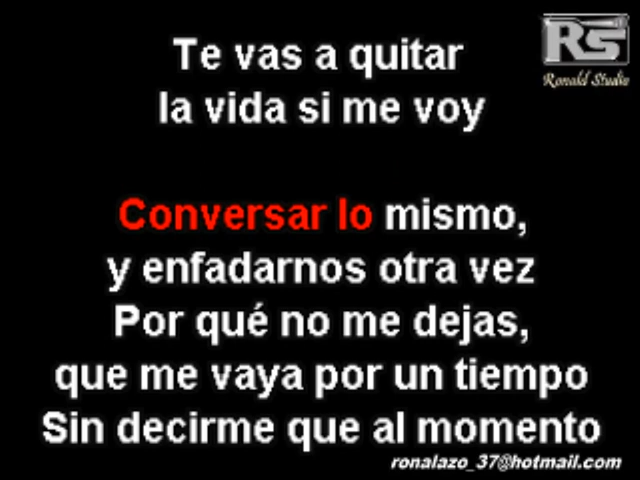 RS
Ronald Studio
Te vas a quitar
la vida si me voy
Conversar lo mismo,
y enfadarnos otra vez
Por qué no me dejas,
que me vaya por un tiempo
Sin decirme que al momento
ronalazo_37@hotmail.com